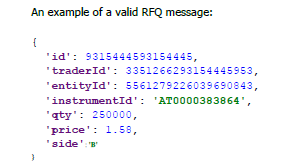 An example of a valid RFQ message:
{
'id': 9315444593154445,
'traderId': 3351266293154445953,
'entityId': 5561279226039690843,
'instrumentId': 'AT0000383864',
'qty': 250000,
'price': 1.58,
'side':'B'
}